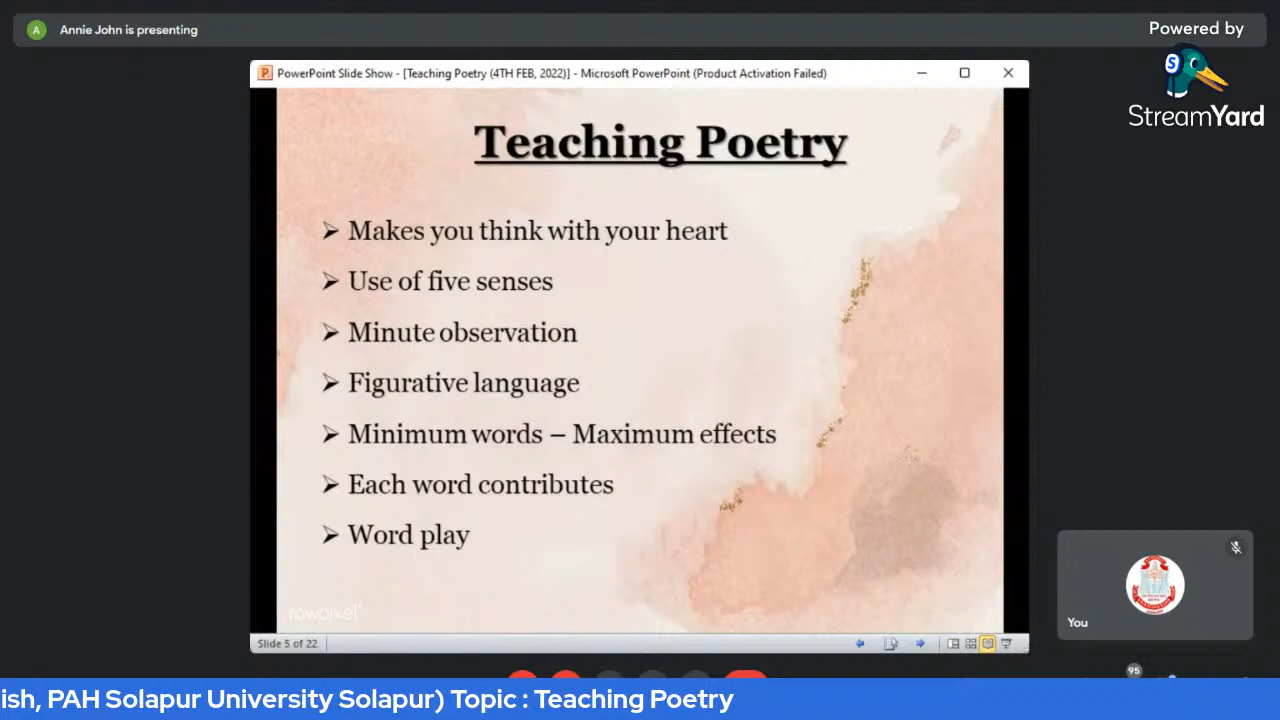 A Annie John is presenting
Powered by
S
StreamYard
P PowerPoint Slide Show - [Teaching Poetry (4TH FEB, 2022)] - Microsoft PowerPoint (Product Activation Failed)
Teaching Poetry
➢ Makes you think with your heart
➢ Use of five senses
➢ Minute observation
➢ Figurative language
➢ Minimum words – Maximum effects
➢ Each word contributes
➢ Word play
rawpixel
You
Slide 5 of 22
95
ish, PAH Solapur University Solapur) Topic : Teaching Poetry